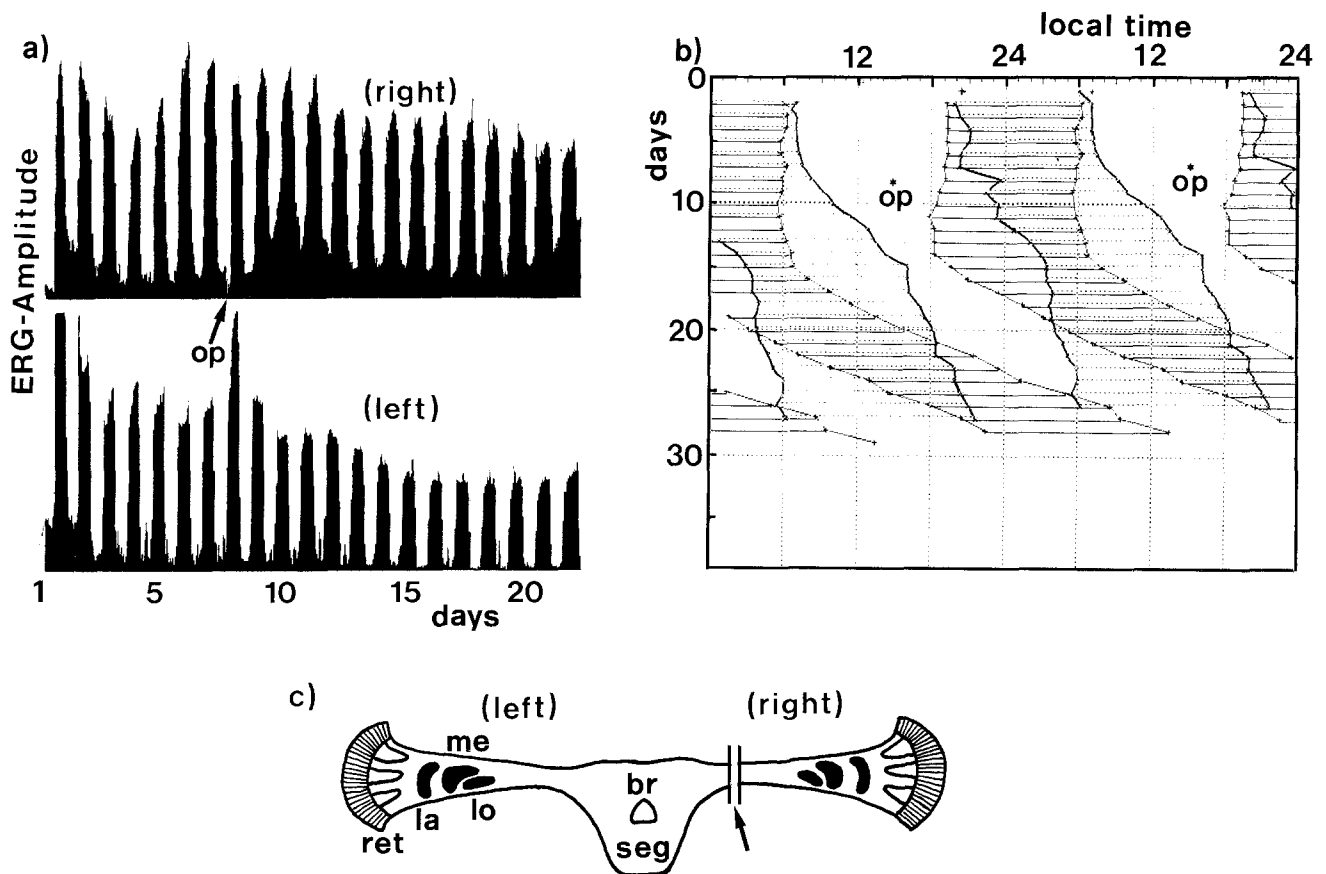 a)
(right)
ERG-Amplitude
op
(left)
1 5 10 15 20
days
b)
local time
12 24 12 24
days
0
10
20
30
* op
* op
c)
(left)
(right)
me
br
la
lo
ret
seg